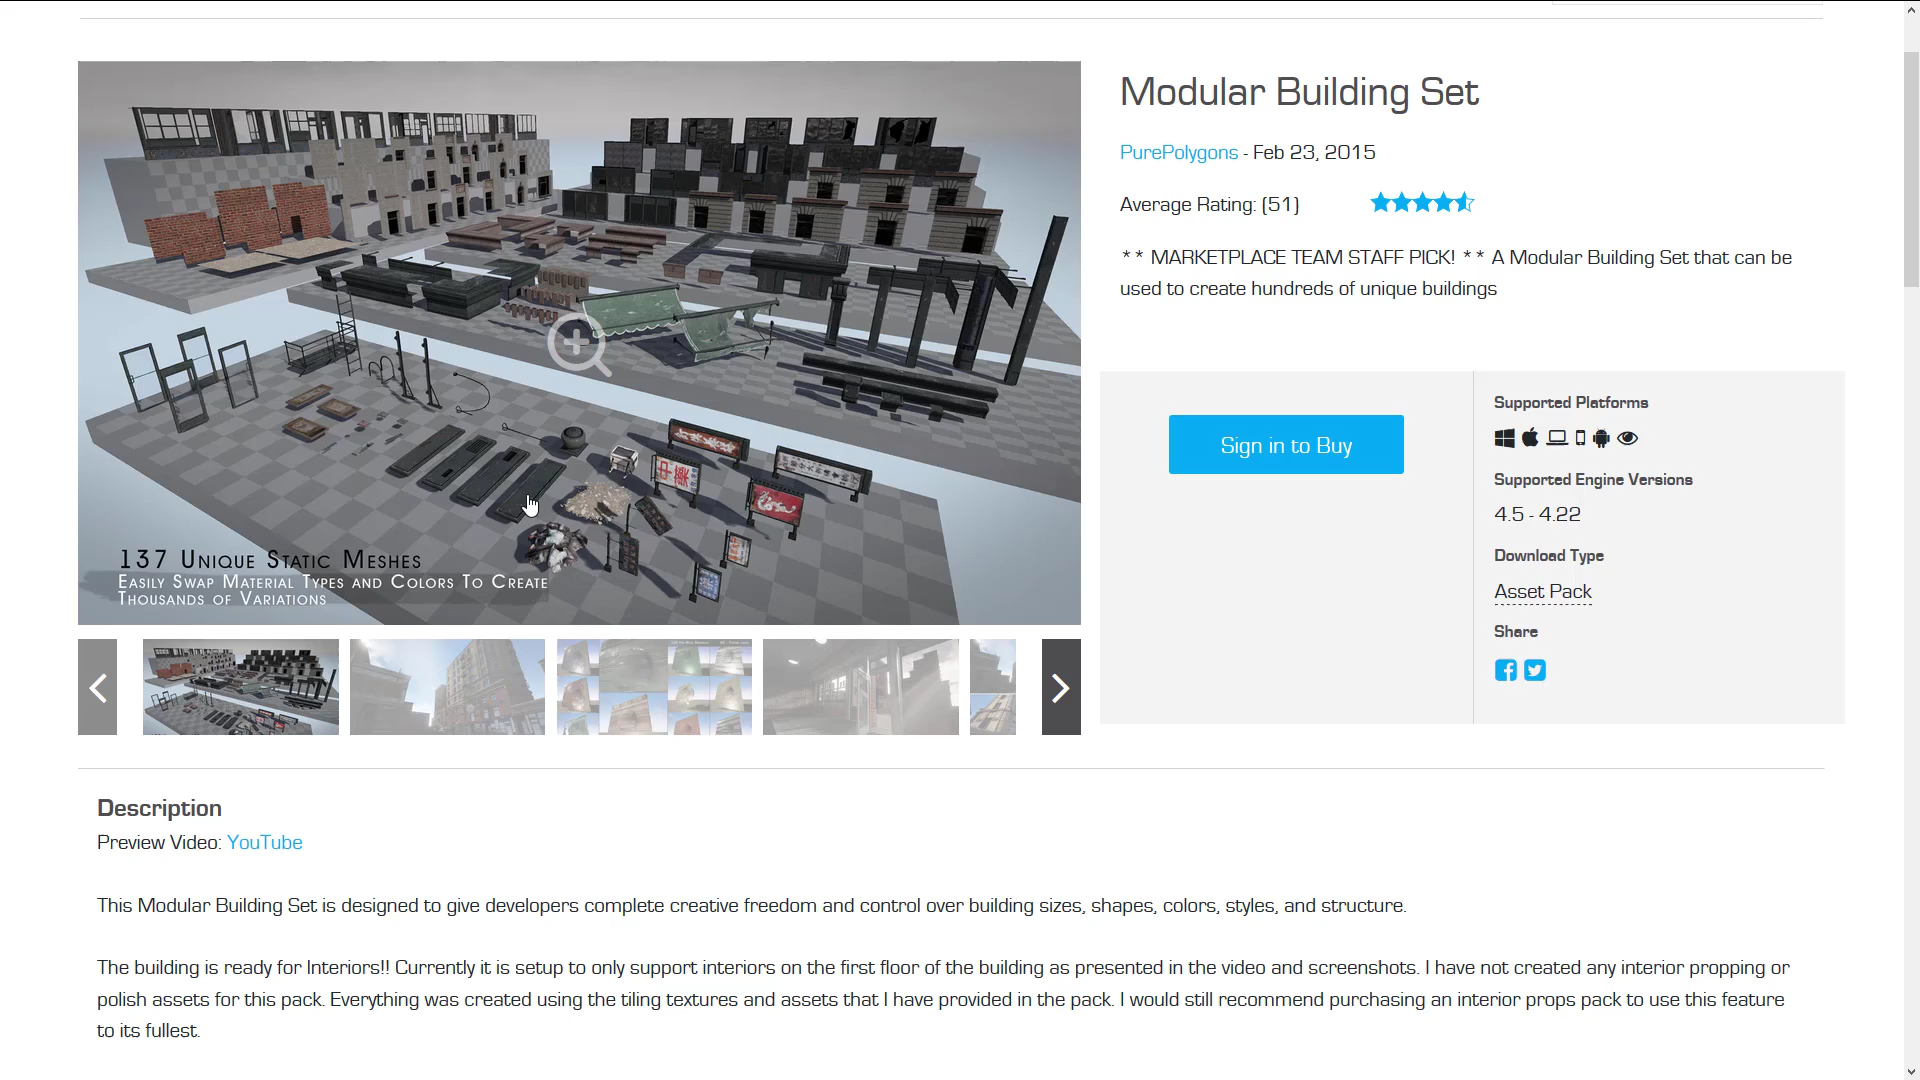 Modular Building Set
PurePolygons - Feb 23, 2015
Average Rating: (51)
** MARKETPLACE TEAM STAFF PICK! ** A Modular Building Set that can be
used to create hundreds of unique buildings
137 Unique Static Meshes
Easily Swap Material Types and Colors To Create
Thousands of Variations
Sign in to Buy
Supported Platforms
Supported Engine Versions
4.5 - 4.22
Download Type
Asset Pack
Share
Description
Preview Video: YouTube
This Modular Building Set is designed to give developers complete creative freedom and control over building sizes, shapes, colors, styles, and structure.
The building is ready for Interiors!! Currently it is setup to only support interiors on the first floor of the building as presented in the video and screenshots. I have not created any interior propping or
polish assets for this pack. Everything was created using the tiling textures and assets that I have provided in the pack. I would still recommend purchasing an interior props pack to use this feature
to its fullest.